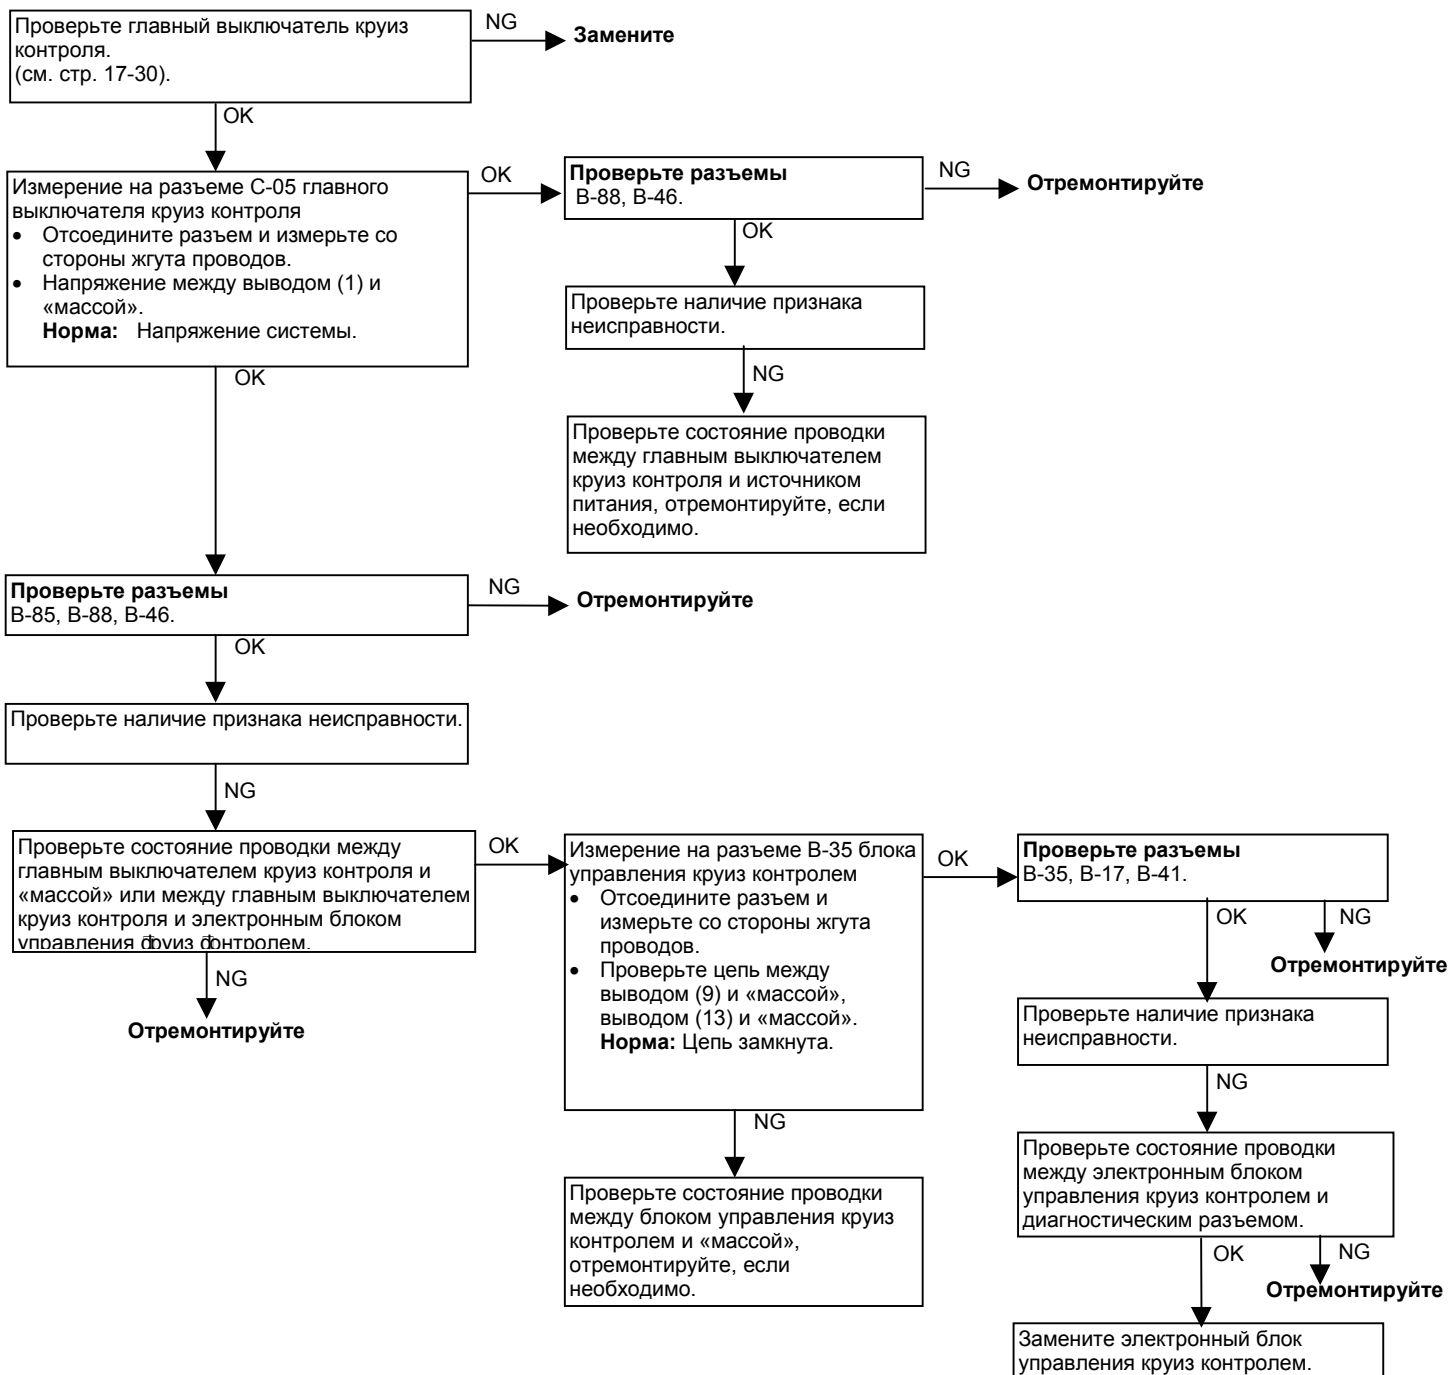 Проверьте главный выключатель круиз
контроля.
(см. стр. 17-30).
NG
Замените
OK
Измерение на разъеме C-05 главного
выключателя круиз контроля
• Отсоедините разъем и измерьте со
стороны жгута проводов.
• Напряжение между выводом (1) и
«массой».
Норма: Напряжение системы.
OK
Проверьте разъемы
B-88, B-46.
NG
Отремонтируйте
OK
Проверьте наличие признака
неисправности.
NG
Проверьте состояние проводки
между главным выключателем
круиз контроля и источником
питания, отремонтируйте, если
необходимо.
OK
Проверьте разъемы
B-85, B-88, B-46.
NG
Отремонтируйте
OK
Проверьте наличие признака неисправности.
NG
Проверьте состояние проводки между
главным выключателем круиз контроля и
«массой» или между главным выключателем
круиз контроля и электронным блоком
управления
NG
Отремонтируйте
OK
Измерение на разъеме B-35 блока
управления круиз контролем
• Отсоедините разъем и
измерьте со стороны жгута
проводов.
• Проверьте цепь между
выводом (9) и «массой»,
выводом (13) и «массой».
Норма: Цепь замкнута.
NG
Проверьте состояние проводки
между блоком управления круиз
контролем и «массой»,
отремонтируйте, если
необходимо.
OK
Проверьте разъемы
B-35, B-17, B-41.
OK
NG
Отремонтируйте
Проверьте наличие признака
неисправности.
NG
Проверьте состояние проводки
между электронным блоком
управления круиз контролем и
диагностическим разъемом.
OK
NG
Отремонтируйте
Замените электронный блок
управления круиз контролем.